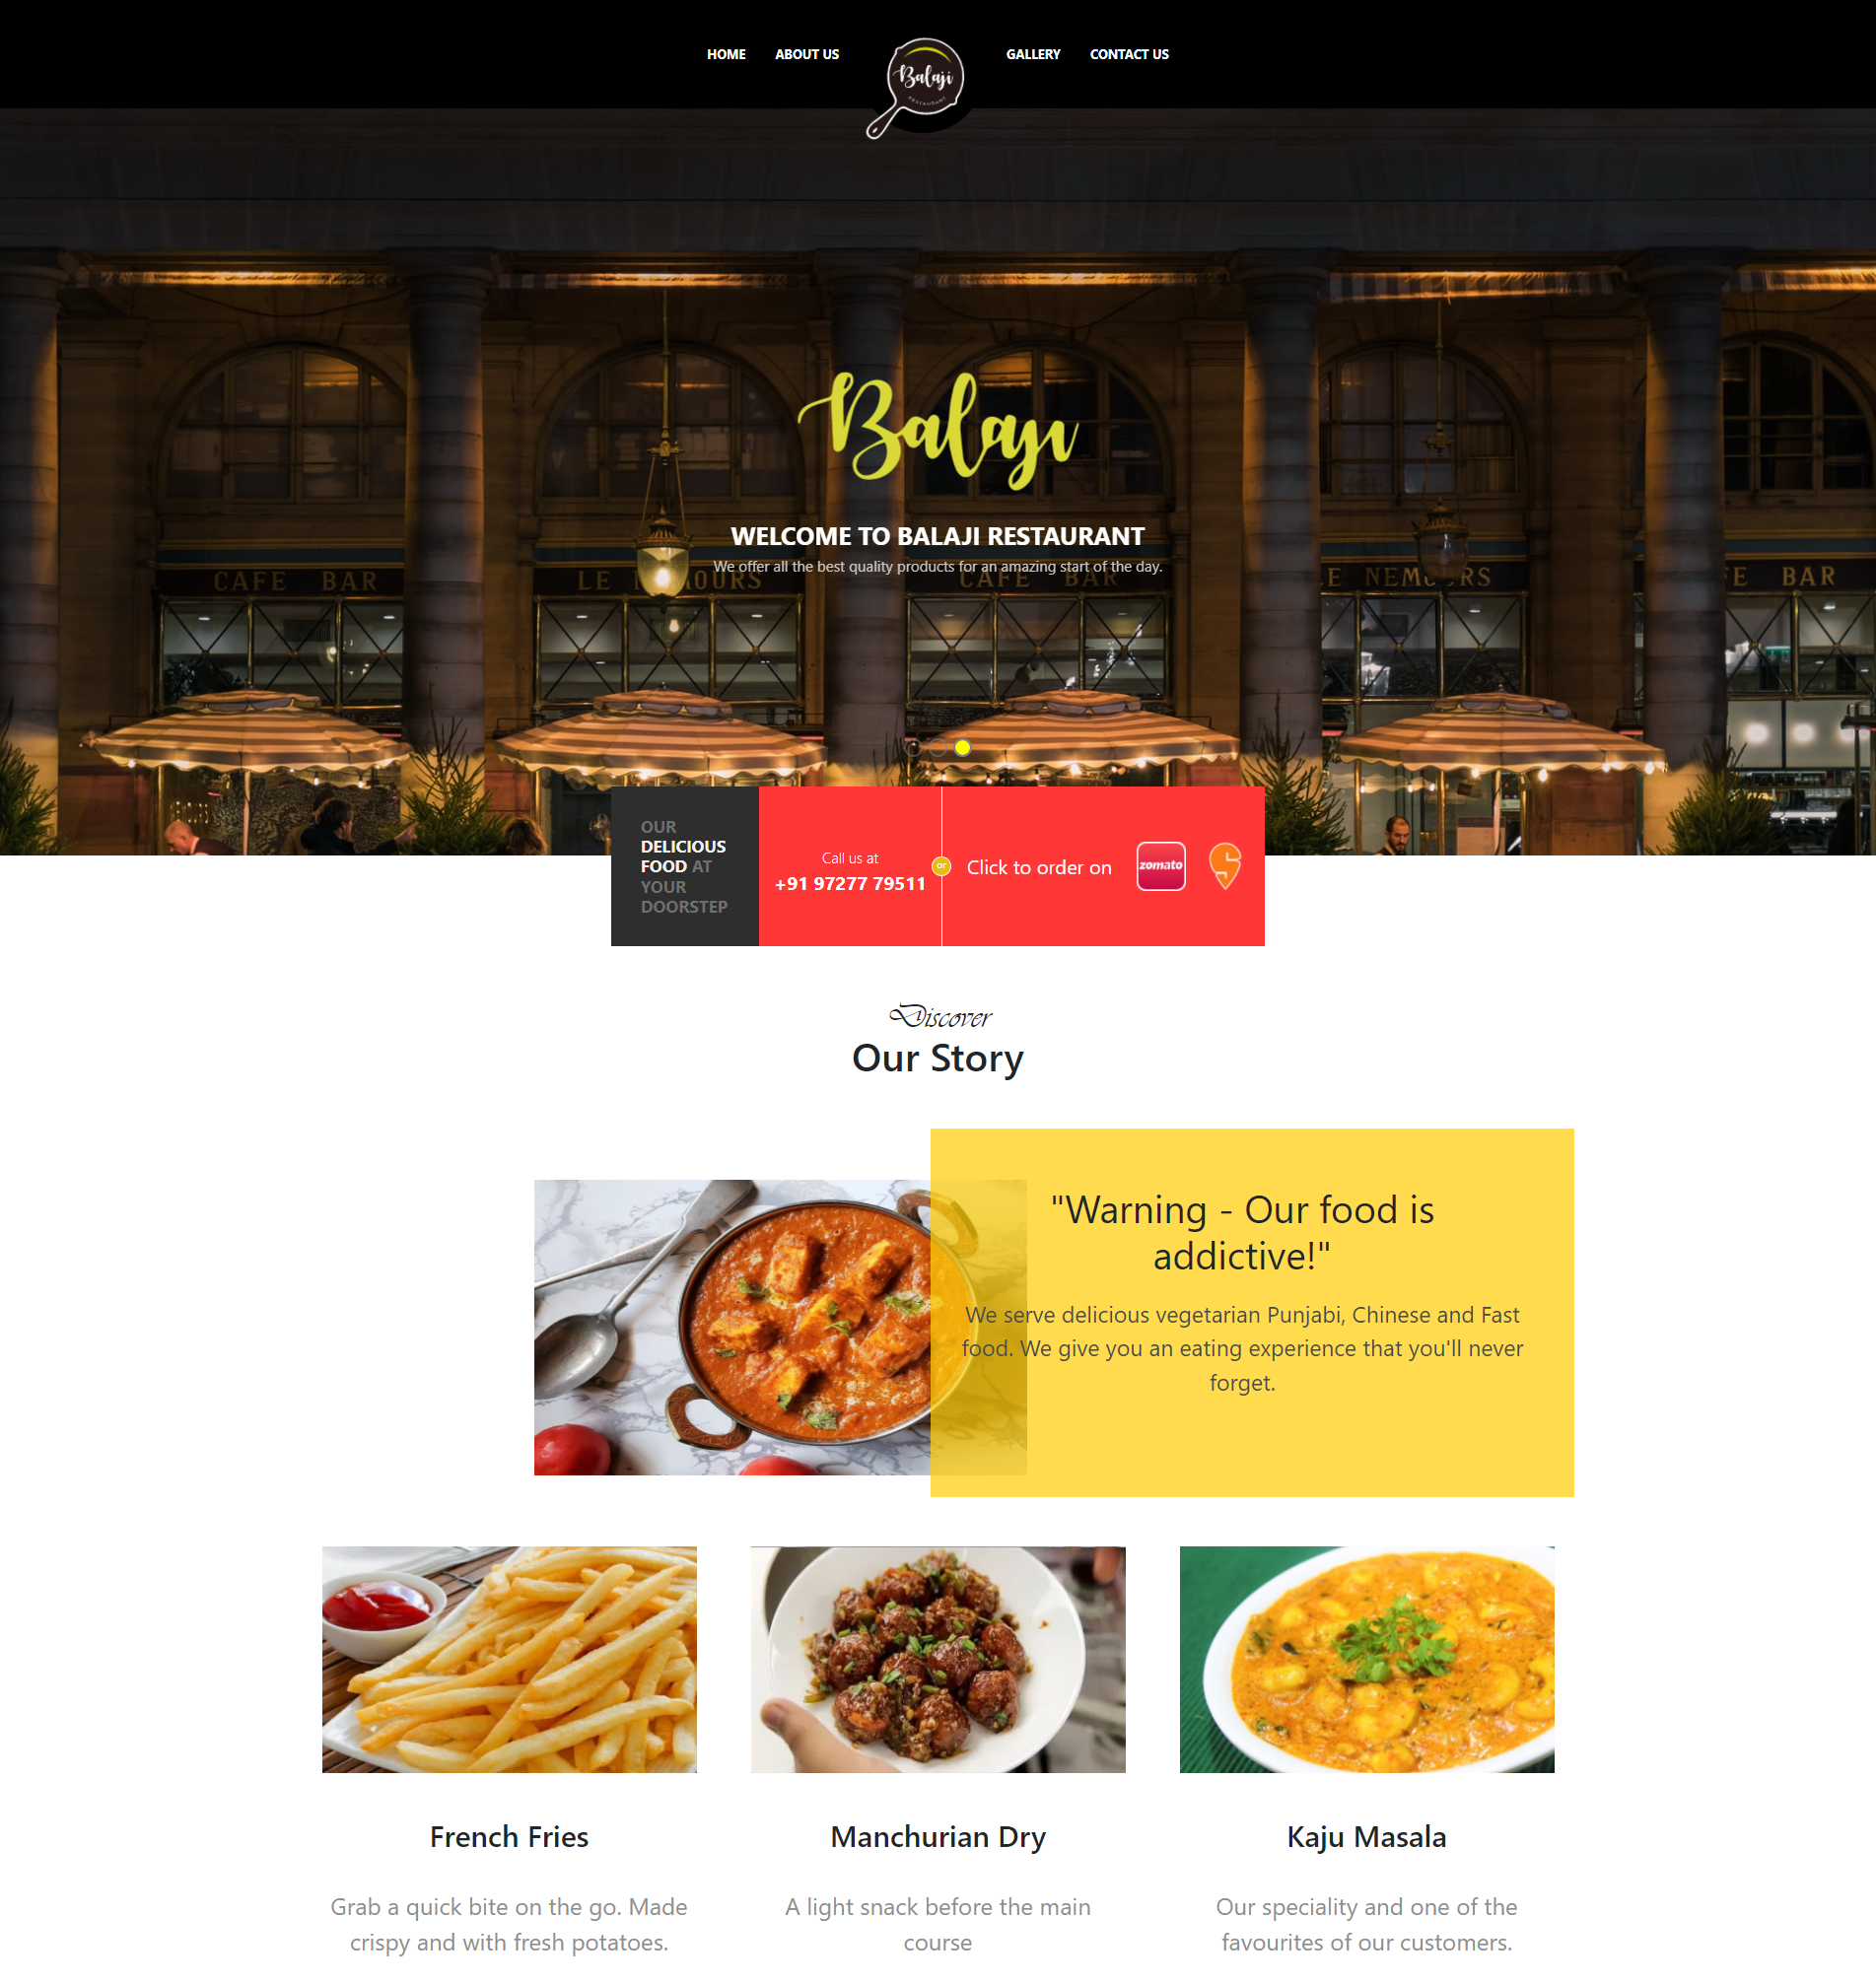 HOME ABOUT US GALLERY CONTACT US
Balaji
RESTAURANT
Balaji
WELCOME TO BALAJI RESTAURANT
We offer all the best quality products for an amazing start of the day.
CAFE BAR
LE
CAFE BAR
BAR
OUR
DELICIOUS
FOOD AT
YOUR
DOORSTEP
Call us at
+91 97277 79511
or
Click to order on
zomato
Discover
Our Story
"Warning - Our food is
addictive!"
We serve delicious vegetarian Punjabi, Chinese and Fast
food. We give you an eating experience that you'll never
forget.
French Fries
Grab a quick bite on the go. Made
crispy and with fresh potatoes.
Manchurian Dry
A light snack before the main
course
Kaju Masala
Our speciality and one of the
favourites of our customers.